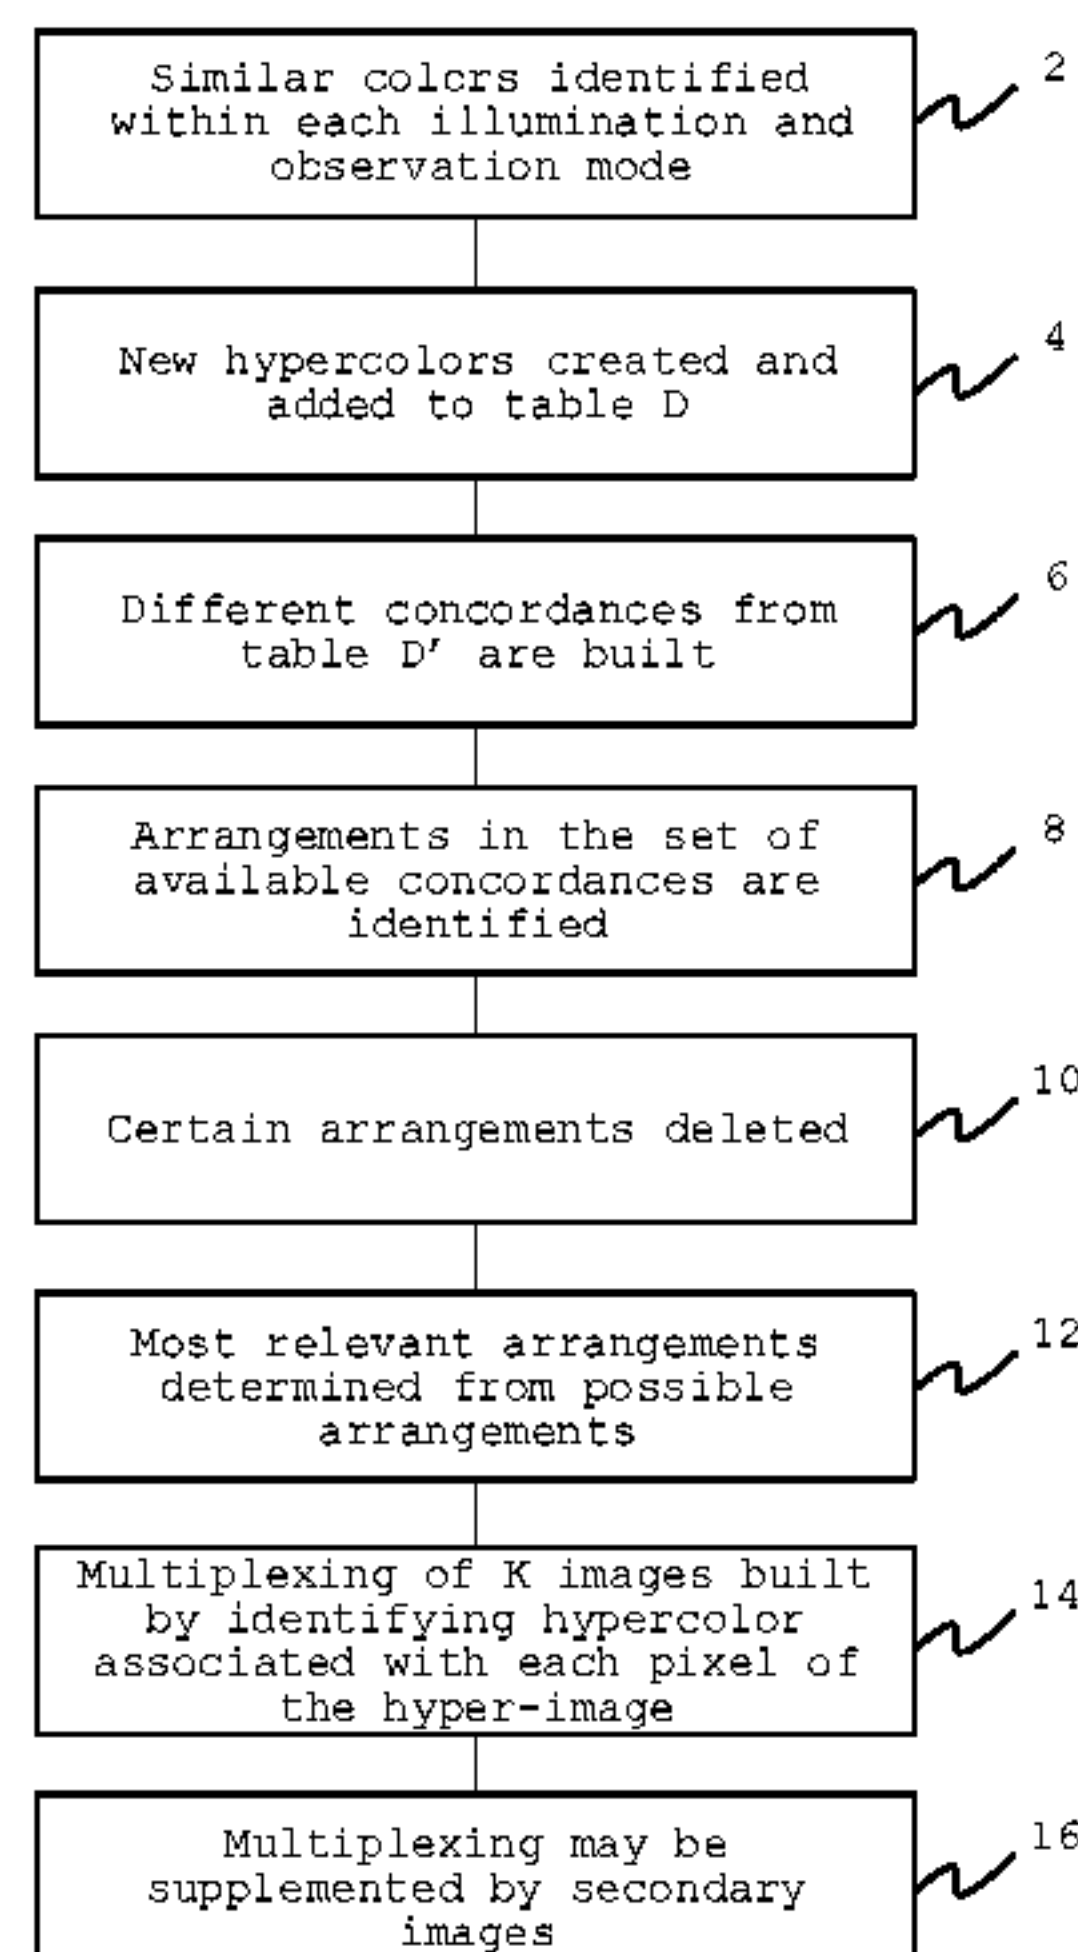 Similar colcrs identified
within each illumination and
observation mode
2
New hypercolors created and
added to table D
4
Different concordances from
table D' are built
6
Arrangements in the set of
available concordances are
identified
8
Certain arrangements deleted
10
Most relevant arrangements
determined from possible
arrangements
12
Multiplexing of K images built
by identifying hypercolor
associated with each pixel of
the hyper-image
14
Multiplexing may be
supplemented by secondary
images
16